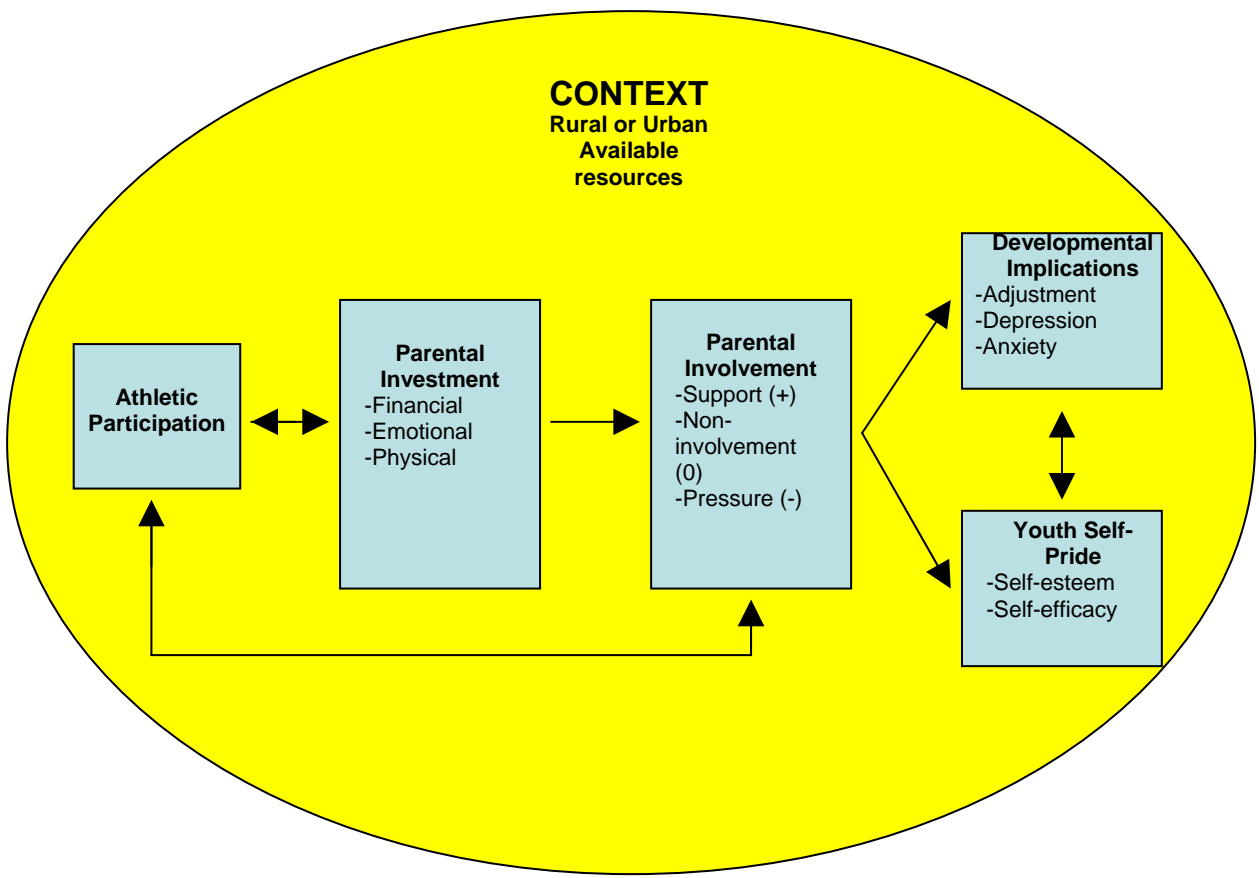 CONTEXT
Rural or Urban
Available
resources
Athletic
Participation
Parental
Investment
-Financial
-Emotional
-Physical
Parental
Involvement
-Support (+)
-Non-
involvement
(0)
-Pressure (-)
Developmental
Implications
-Adjustment
-Depression
-Anxiety
Youth Self-
Pride
-Self-esteem
-Self-efficacy